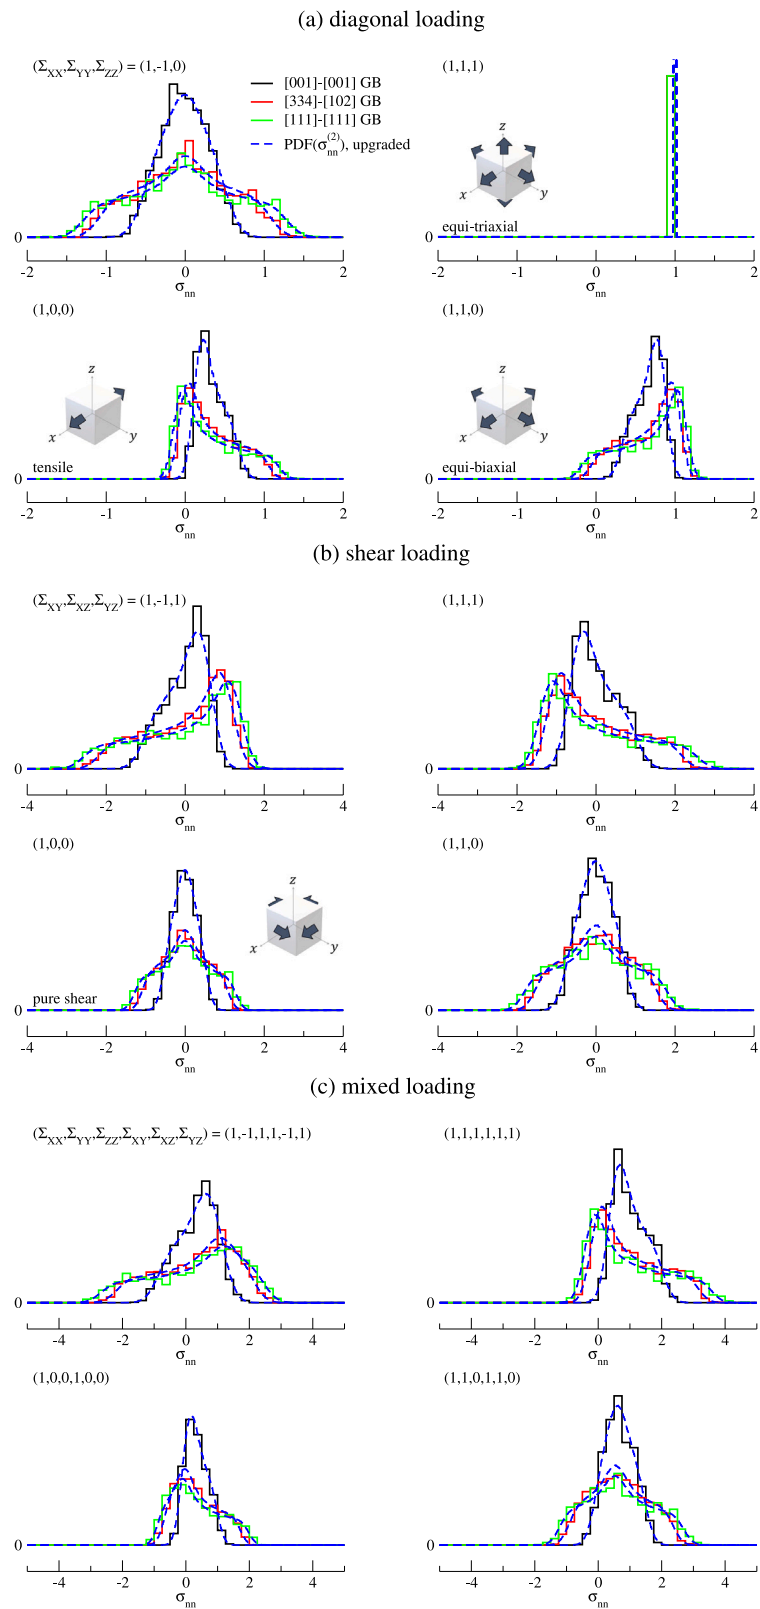 (a) diagonal loading
(Σ_XX,Σ_YY,Σ_ZZ) = (1,-1,0)
[001]-[001] GB
[334]-[102] GB
[111]-[111] GB
PDF(σ_nn^(2)), upgraded
0
-2 -1 0 1 2
σ_nn
(1,1,1)
z
x y
equi-triaxial
0
-2 -1 0 1 2
σ_nn
(1,0,0)
z
x y
tensile
0
-2 -1 0 1 2
σ_nn
(1,1,0)
z
x y
equi-biaxial
0
-2 -1 0 1 2
σ_nn
(b) shear loading
(Σ_XY,Σ_XZ,Σ_YZ) = (1,-1,1)
0
-4 -2 0 2 4
σ_nn
(1,1,1)
0
-4 -2 0 2 4
σ_nn
(1,0,0)
z
x y
pure shear
0
-4 -2 0 2 4
σ_nn
(1,1,0)
0
-4 -2 0 2 4
σ_nn
(c) mixed loading
(Σ_XX,Σ_YY,Σ_ZZ,Σ_XY,Σ_XZ,Σ_YZ) = (1,-1,1,1,-1,1)
0
-4 -2 0 2 4
σ_nn
(1,1,1,1,1,1)
0
-4 -2 0 2 4
σ_nn
(1,0,0,1,0,0)
0
-4 -2 0 2 4
σ_nn
(1,1,0,1,1,0)
0
-4 -2 0 2 4
σ_nn